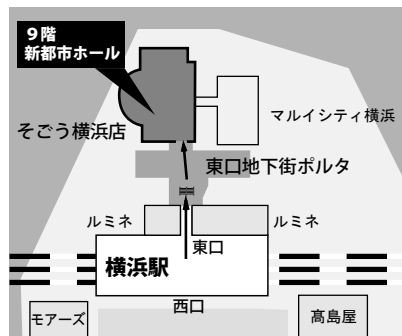 9階
新都市ホール
そごう横浜店
マルイシティ横浜
東口地下街ポルタ
ルミネ
ルミネ
東口
横浜駅
西口
モアーズ
髙島屋